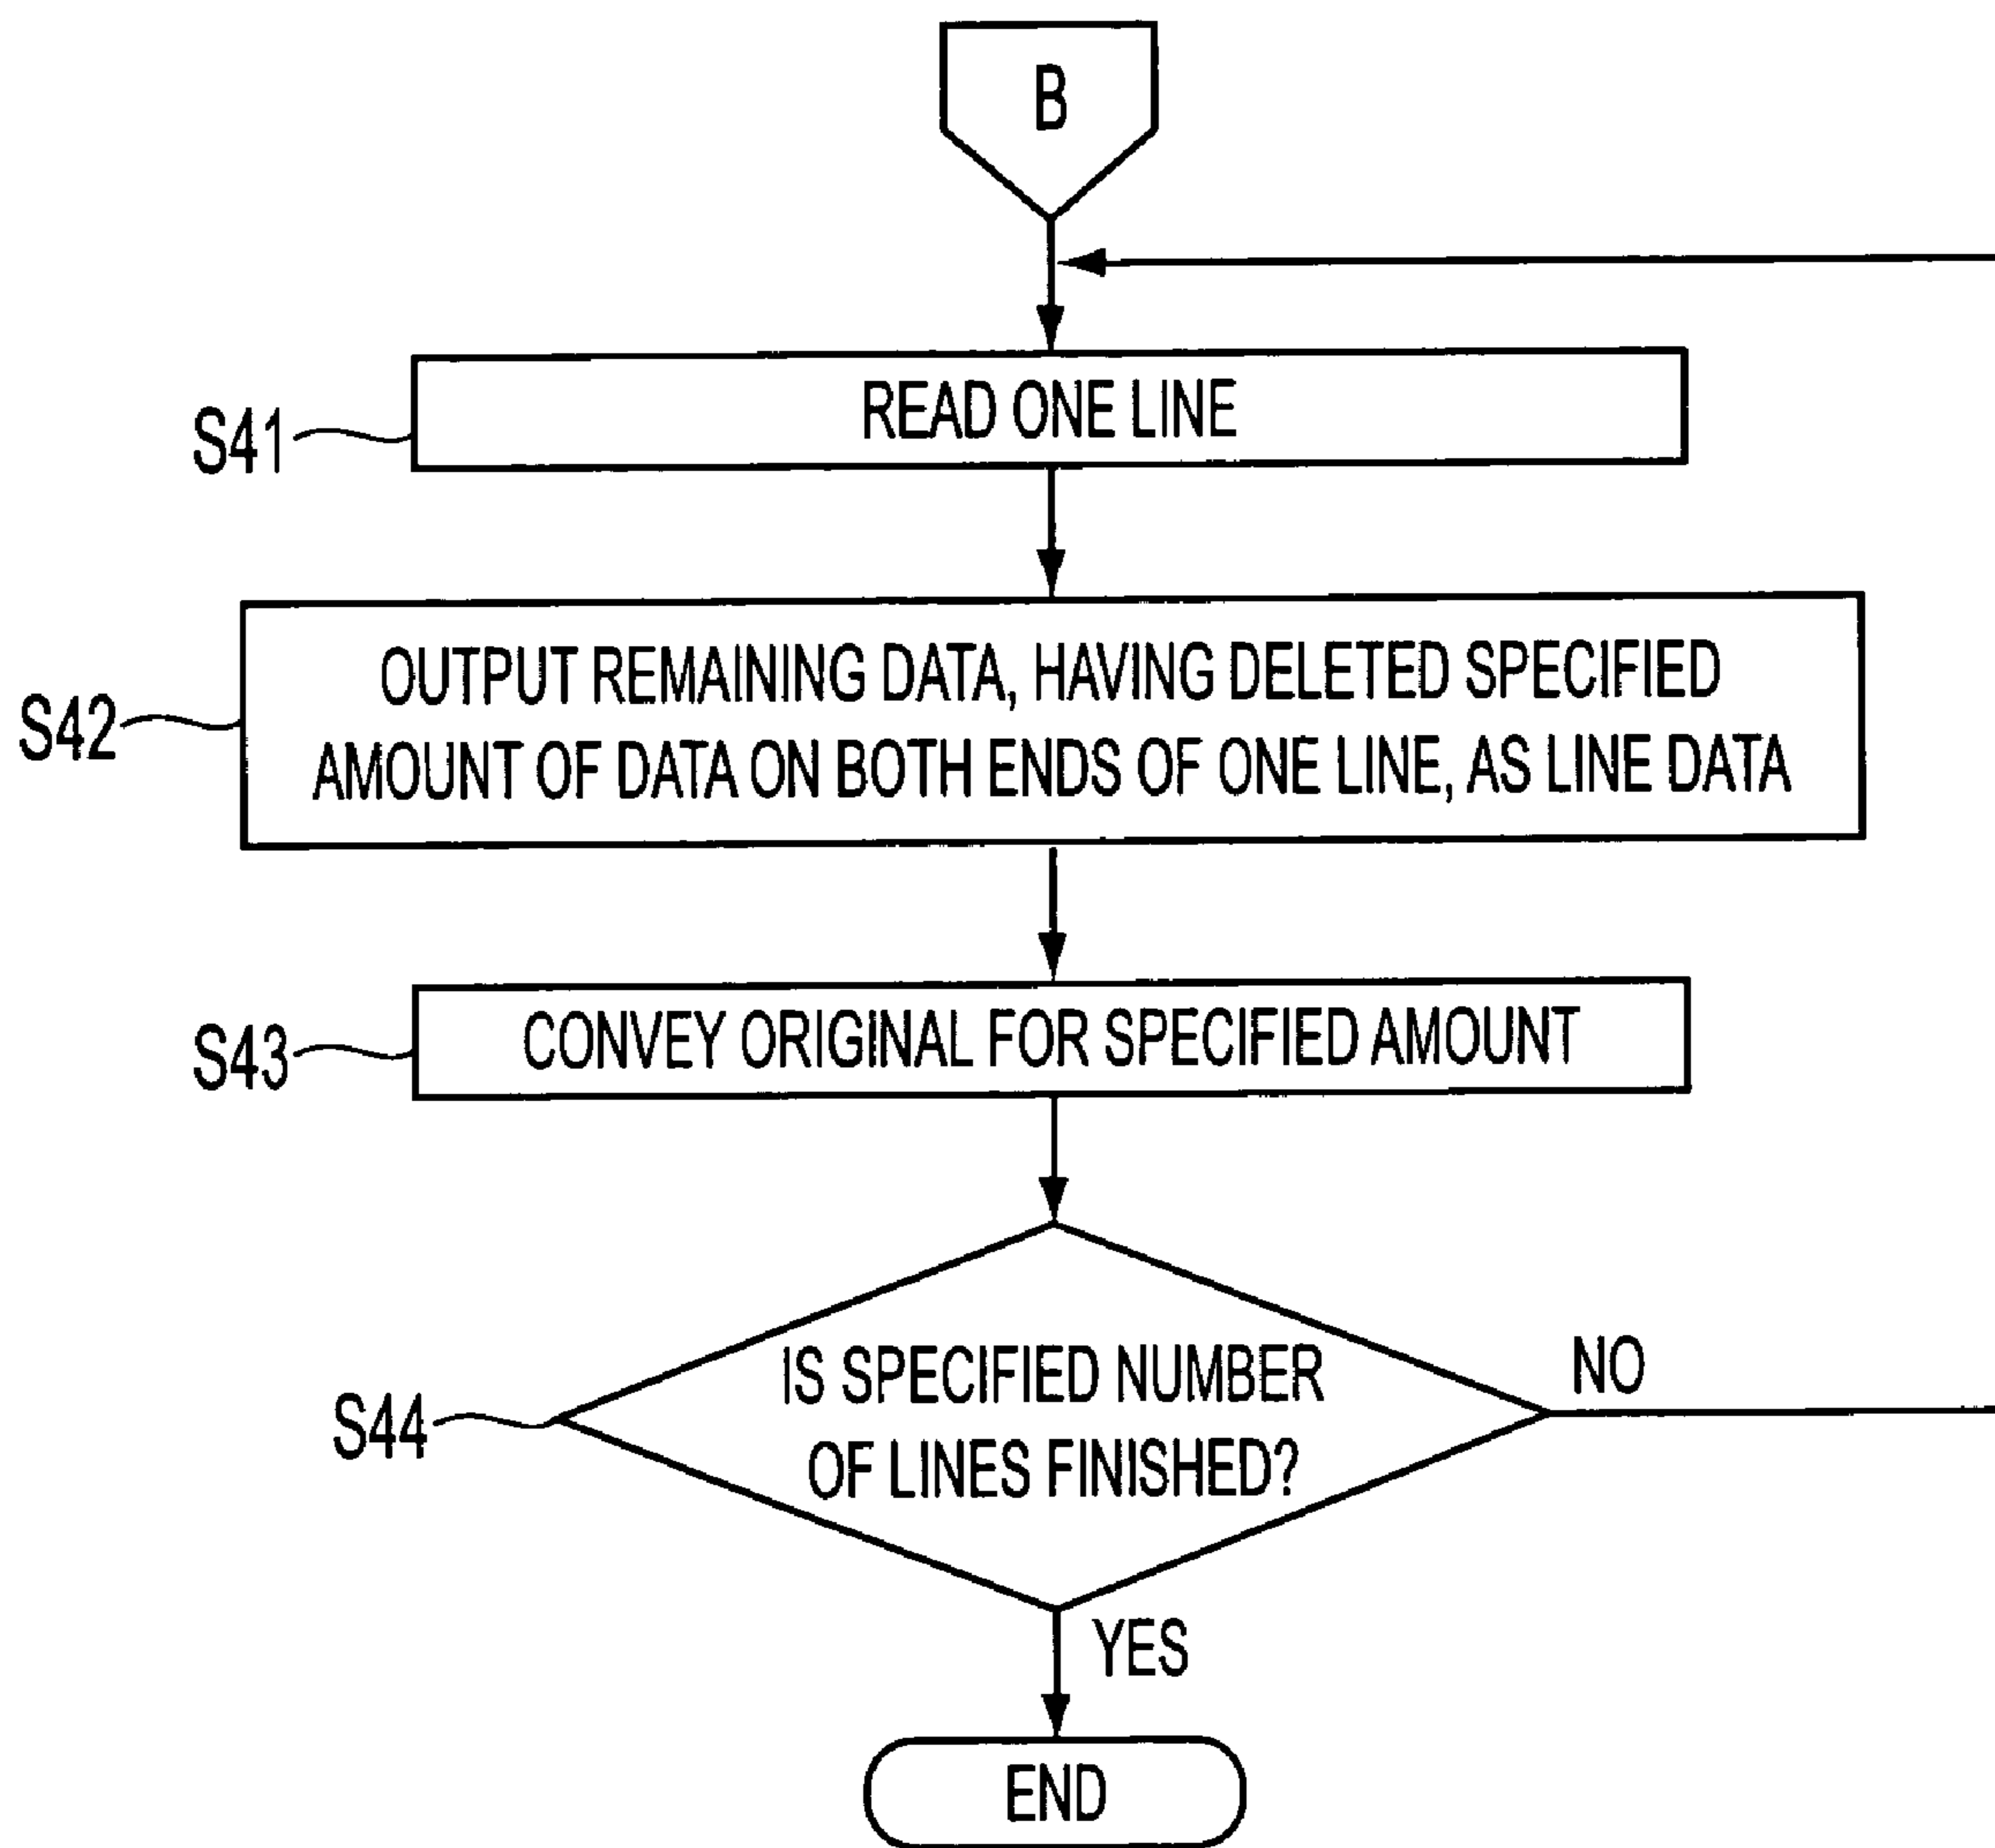 B
S41
READ ONE LINE
S42
OUTPUT REMAINING DATA, HAVING DELETED SPECIFIED
AMOUNT OF DATA ON BOTH ENDS OF ONE LINE, AS LINE DATA
S43
CONVEY ORIGINAL FOR SPECIFIED AMOUNT
S44
IS SPECIFIED NUMBER
OF LINES FINISHED?
NO
YES
END